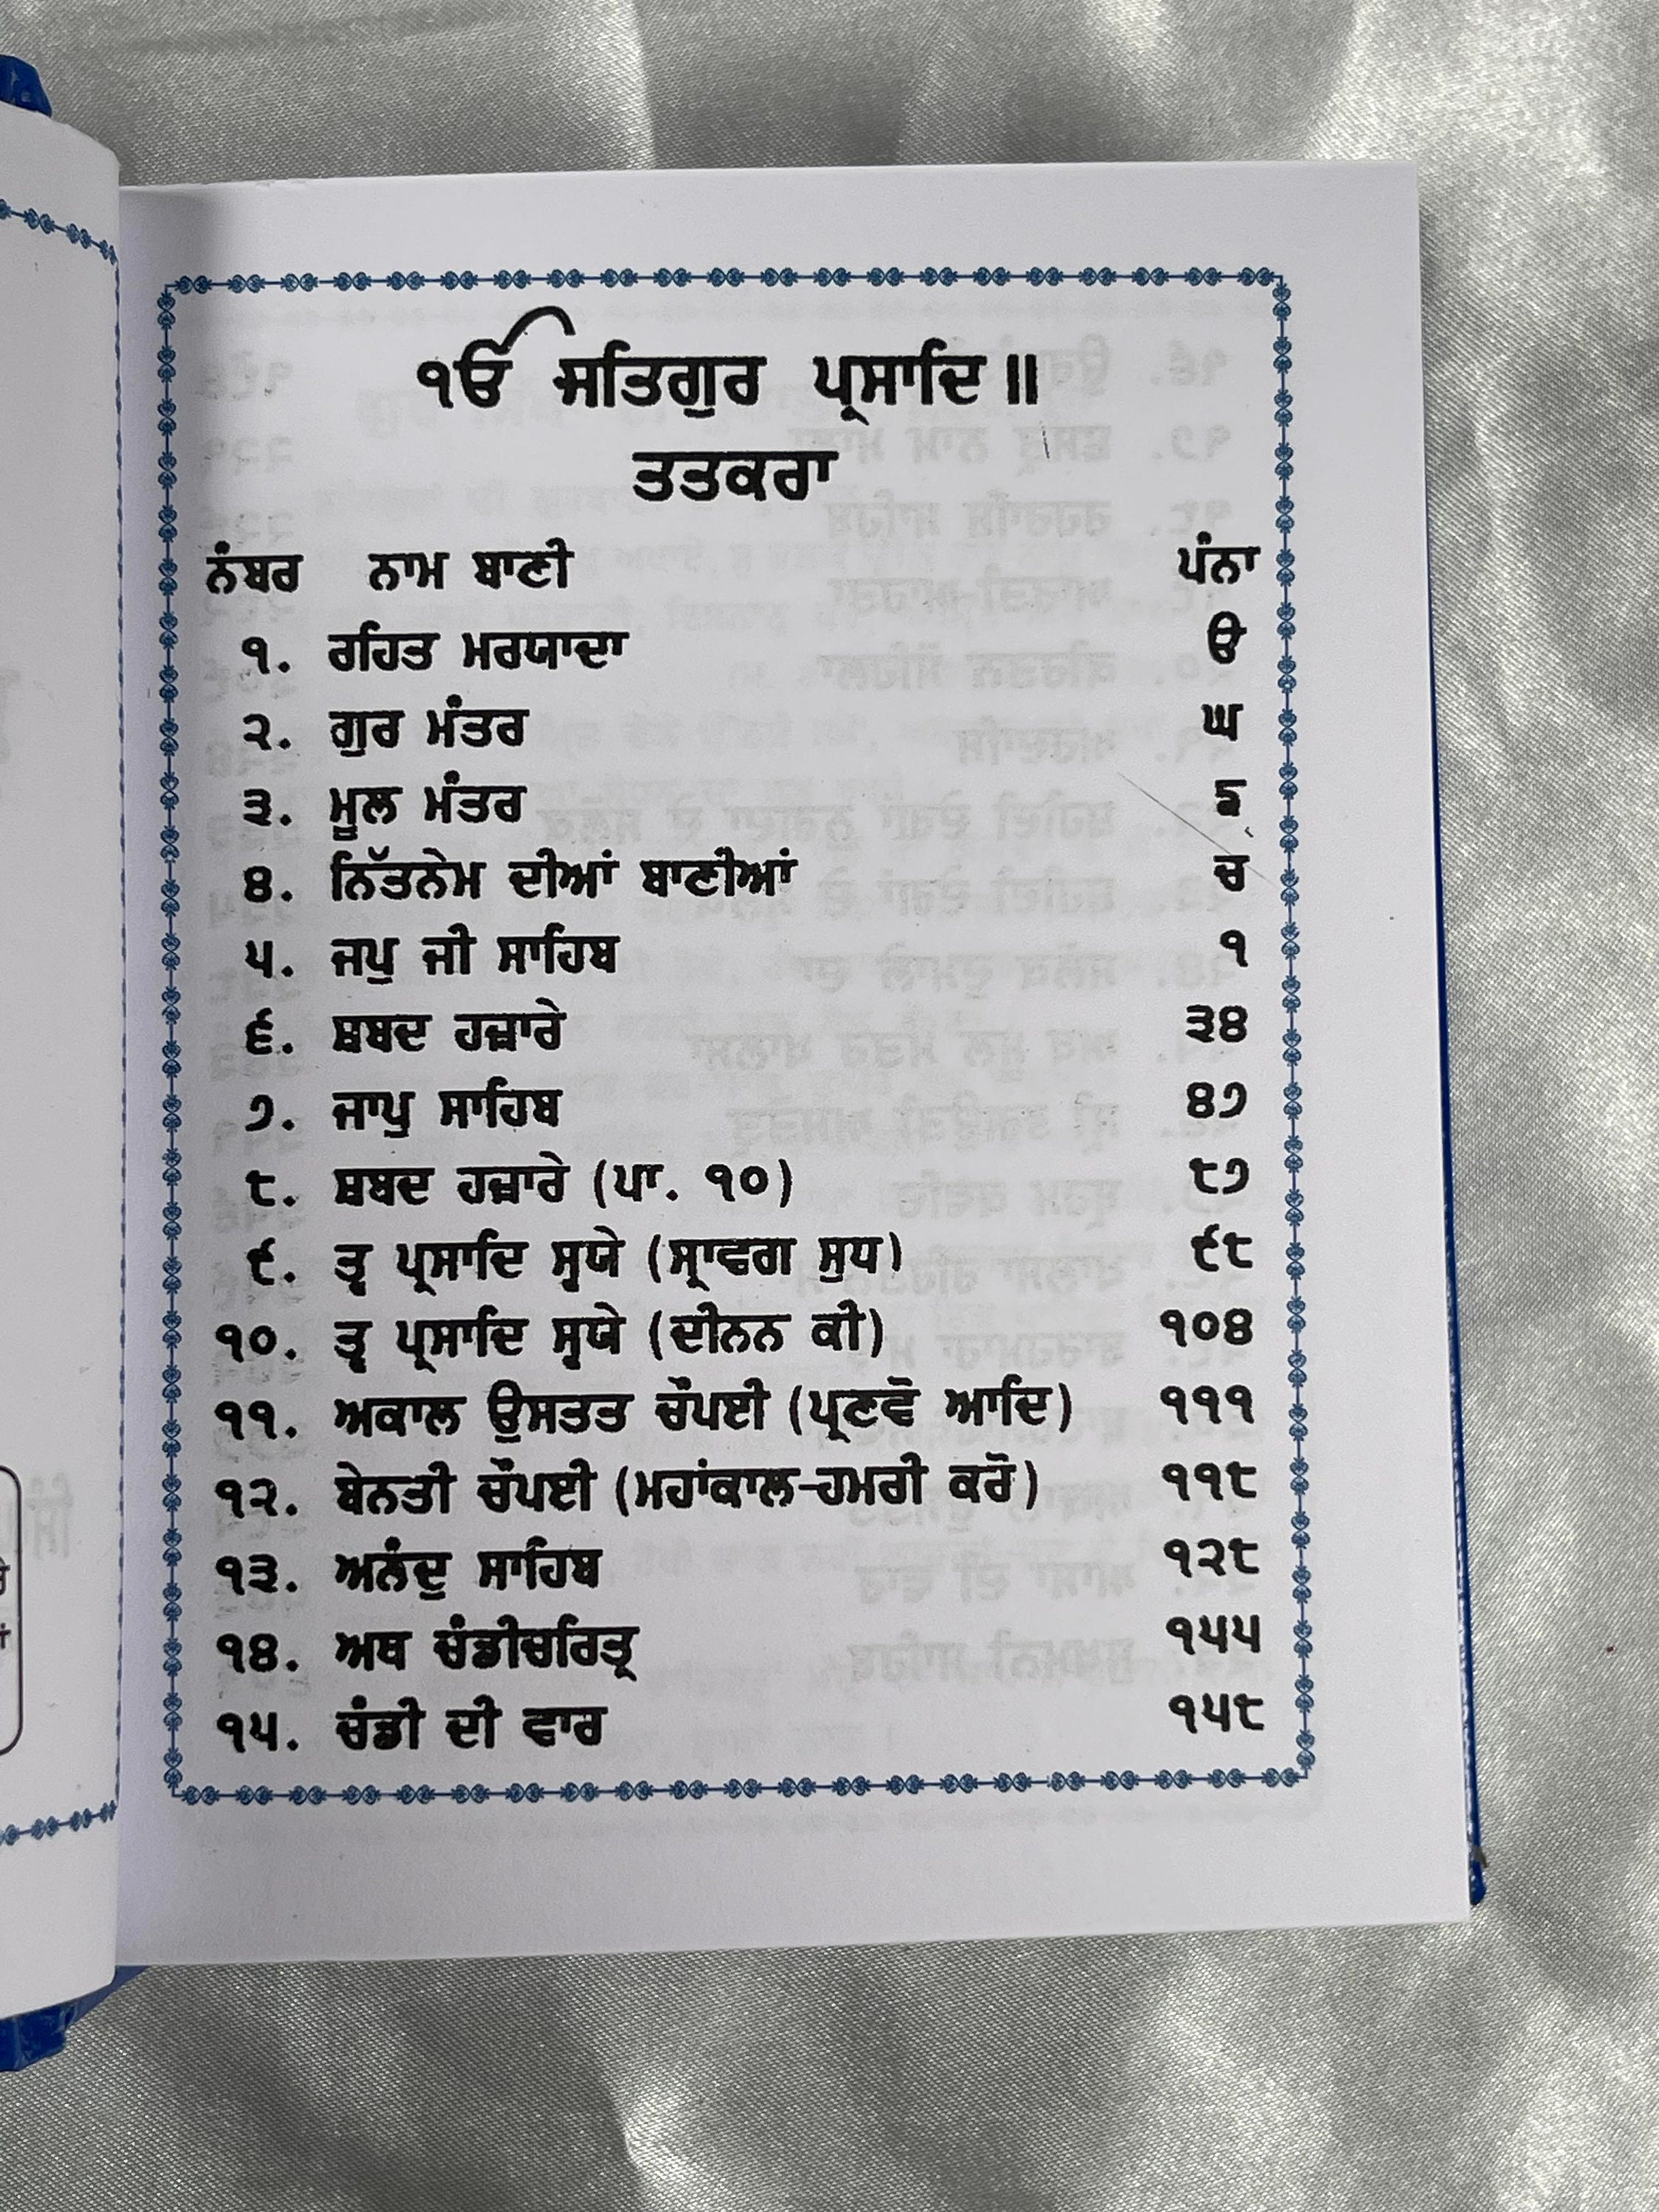 ੴ ਸਤਿਗੁਰ ਪ੍ਰਸਾਦਿ॥
ਤਤਕਰਾ
ਨੰਬਰ ਨਾਮ ਬਾਣੀ ਪੰਨਾ
੧. ਰਹਿਤ ਮਰਯਾਦਾ ੳ
੨. ਗੁਰ ਮੰਤਰ ਘ
੩. ਮੂਲ ਮੰਤਰ ਙ
੪. ਨਿੱਤਨੇਮ ਦੀਆਂ ਬਾਣੀਆਂ ਚ
੫. ਜਪੁ ਜੀ ਸਾਹਿਬ ੧
੬. ਸ਼ਬਦ ਹਜ਼ਾਰੇ ੩੪
੭. ਜਾਪੁ ਸਾਹਿਬ ੪੭
੮. ਸ਼ਬਦ ਹਜ਼ਾਰੇ (ਪਾ. ੧੦) ੮੭
੯. ਤ੍ਵ ਪ੍ਰਸਾਦਿ ਸ੍ਵਯੇ (ਸ੍ਰਾਵਗ ਸੁਧ) ੯੮
੧੦. ਤ੍ਵ ਪ੍ਰਸਾਦਿ ਸ੍ਵਯੇ (ਦੀਨਨ ਕੀ) ੧੦੪
੧੧. ਅਕਾਲ ਉਸਤਤ ਚੌਪਈ (ਪ੍ਰਣਵੋ ਆਦਿ) ੧੧੧
੧੨. ਬੇਨਤੀ ਚੌਪਈ (ਮਹਾਂਕਾਲ-ਹਮਰੀ ਕਰੋ) ੧੧੮
੧੩. ਅਨੰਦੁ ਸਾਹਿਬ ੧੨੮
੧੪. ਅਥ ਚੰਡੀਚਰਿਤ੍ਰ ੧੫੫
੧੫. ਚੰਡੀ ਦੀ ਵਾਰ ੧੫੮